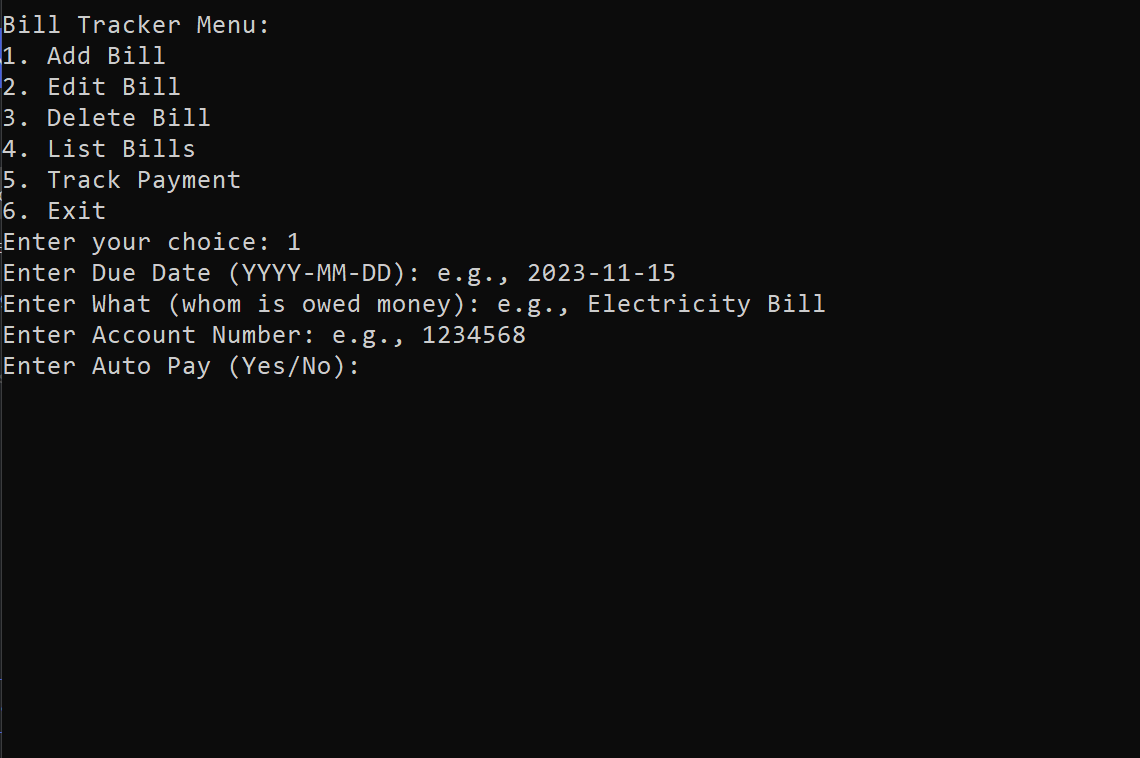 Bill Tracker Menu:
1. Add Bill
2. Edit Bill
3. Delete Bill
4. List Bills
5. Track Payment
6. Exit
Enter your choice: 1
Enter Due Date (YYYY-MM-DD): e.g., 2023-11-15
Enter What (whom is owed money): e.g., Electricity Bill
Enter Account Number: e.g., 1234568
Enter Auto Pay (Yes/No):